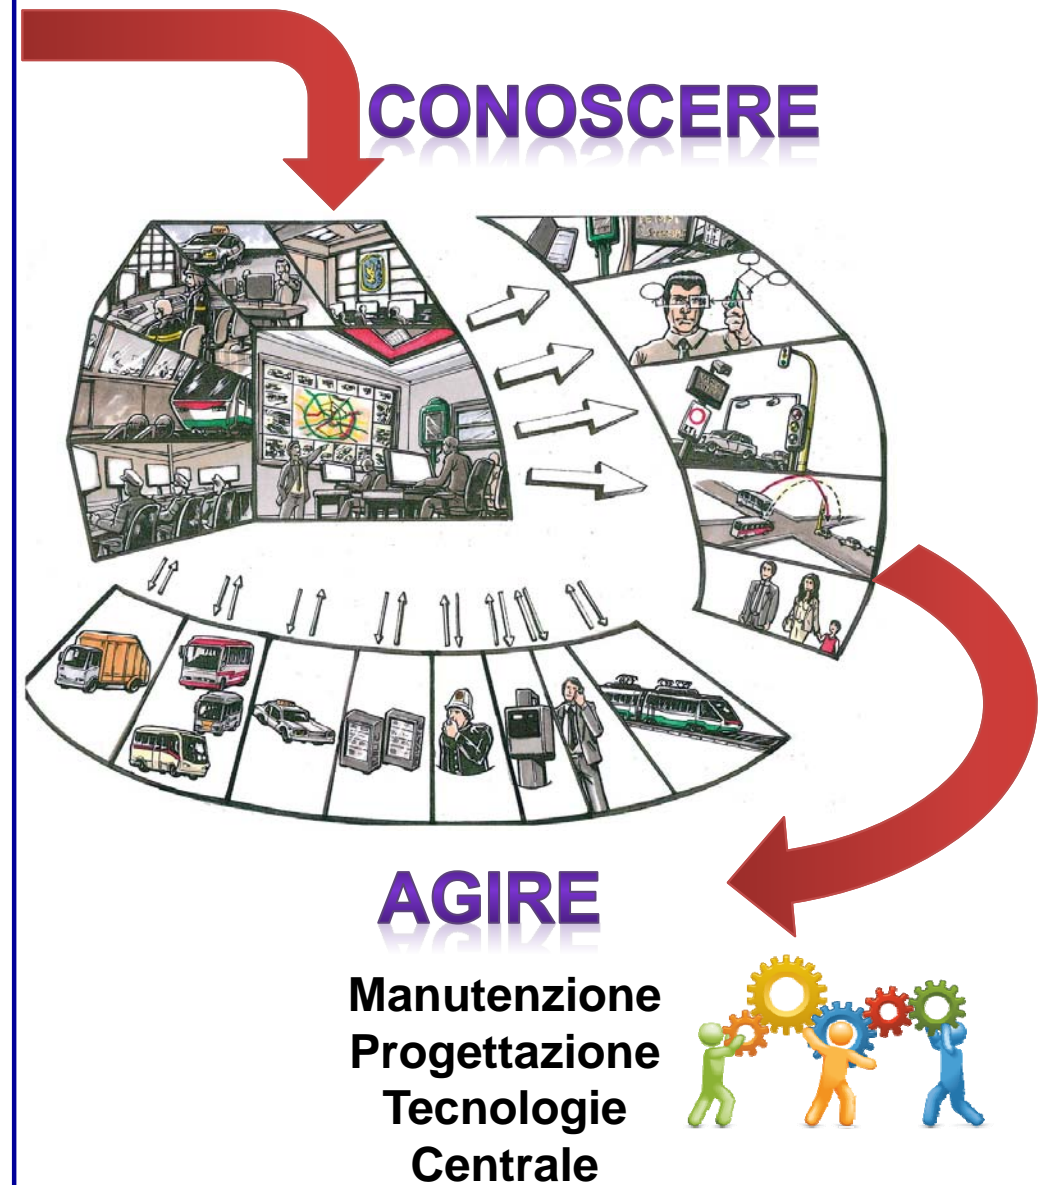 CONOSCERE
AGIRE
Manutenzione
Progettazione
Tecnologie
Centrale